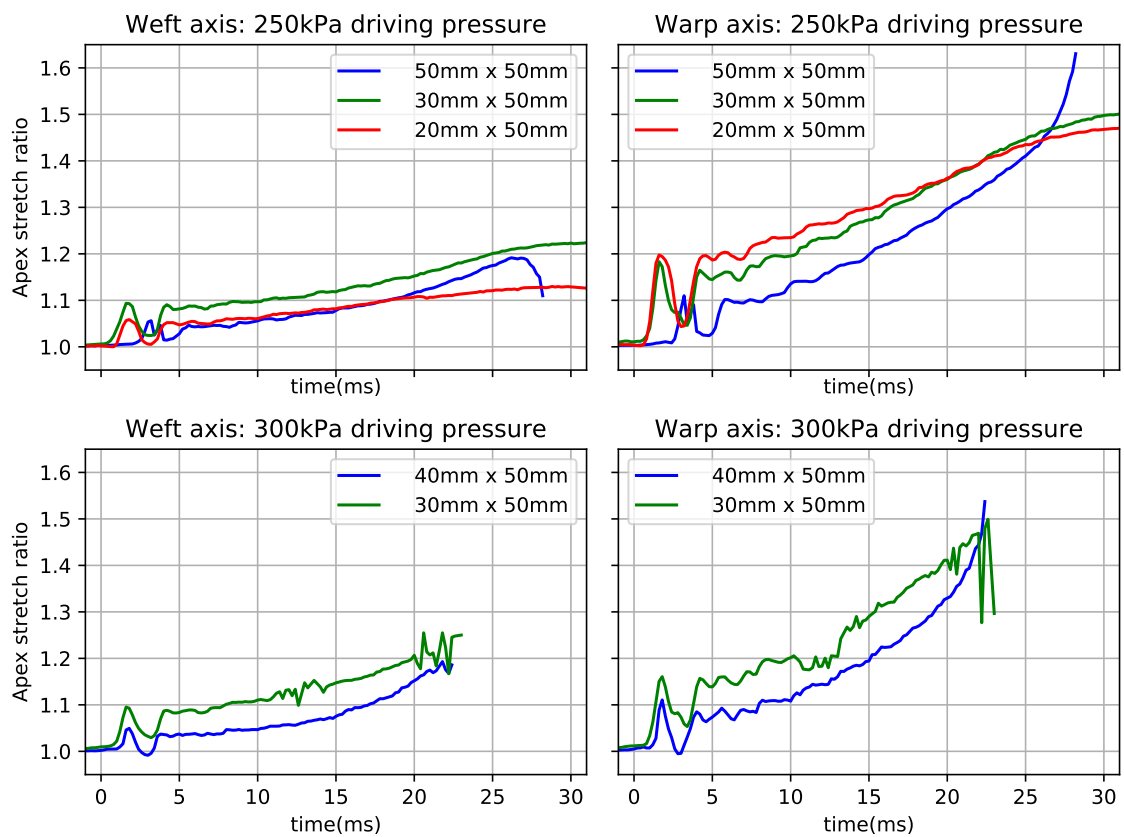 Weft axis: 250kPa driving pressure
Apex stretch ratio
1.6
1.5
1.4
1.3
1.2
1.1
1.0
50mm x 50mm
30mm x 50mm
20mm x 50mm
time(ms)
Warp axis: 250kPa driving pressure
50mm x 50mm
30mm x 50mm
20mm x 50mm
time(ms)
Weft axis: 300kPa driving pressure
Apex stretch ratio
1.6
1.5
1.4
1.3
1.2
1.1
1.0
40mm x 50mm
30mm x 50mm
0 5 10 15 20 25 30
time(ms)
Warp axis: 300kPa driving pressure
40mm x 50mm
30mm x 50mm
0 5 10 15 20 25 30
time(ms)